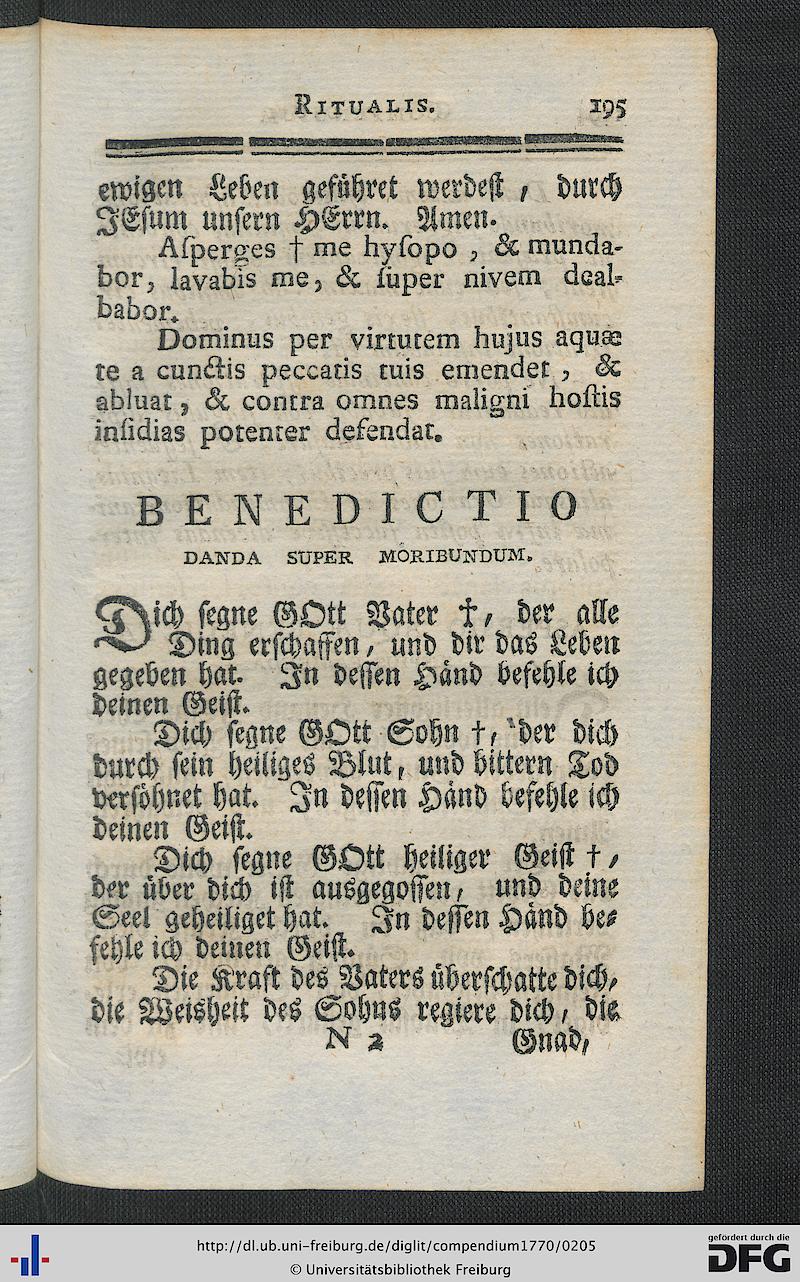 RITUALIS. 195
ewigen Leben geführet werdest, durch
JEsum unsern HErrn. Amen.
Aſperges † me hyſopo, & munda-
bor, lavabis me, & ſuper nivem deal-
babor.
Dominus per virtutem hujus aquæ
te a cunctis peccatis tuis emendet, &
abluat, & contra omnes maligni hoſtis
inſidias potenter defendat.
BENEDICTIO
DANDA SUPER MORIBUNDUM.
Dich ſegne GOtt Vater †, der alle
Ding erſchaffen, und dir das Leben
gegeben hat. In deſſen Händ befehle ich
deinen Geiſt.
Dich ſegne GOtt Sohn †, der dich
durch ſein heiliges Blut, und bittern Tod
verſöhnet hat. In deſſen Händ befehle ich
deinen Geiſt.
Dich ſegne GOtt heiliger Geiſt †,
der über dich iſt ausgegoſſen, und deine
Seel geheiliget hat. In deſſen Händ be-
fehle ich deinen Geiſt.
Die Kraft des Vaters überſchatte dich,
die Weisheit des Sohns regiere dich, die
N 2 Gnad,
http://dl.ub.uni-freiburg.de/diglit/compendium1770/0205
© Universitätsbibliothek Freiburg
gefördert durch die
DFG